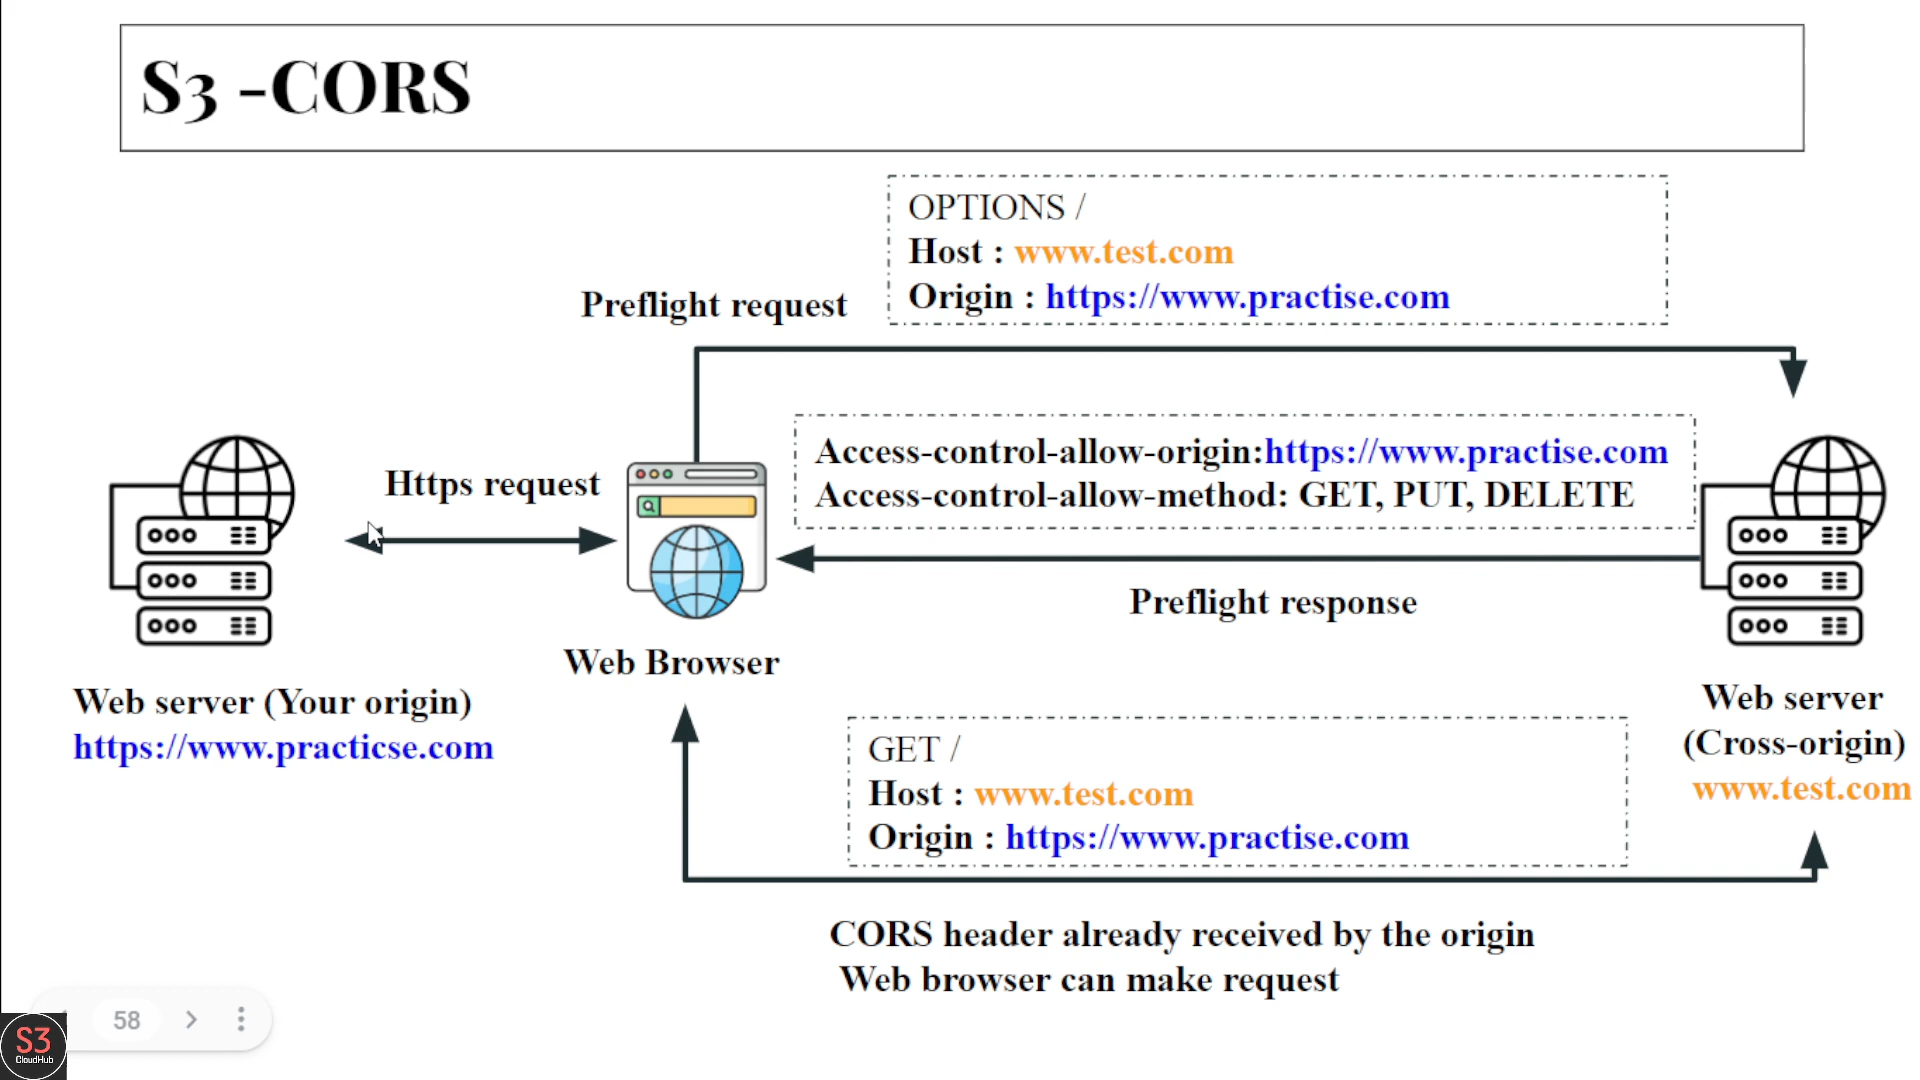 S3 -CORS
OPTIONS /
Host : www.test.com
Origin : https://www.practise.com
Preflight request
Access-control-allow-origin:https://www.practise.com
Access-control-allow-method: GET, PUT, DELETE
Https request
Preflight response
Web Browser
Web server (Your origin)
https://www.practicse.com
Web server
(Cross-origin)
www.test.com
GET /
Host : www.test.com
Origin : https://www.practise.com
CORS header already received by the origin
Web browser can make request
58
S3
CloudHub